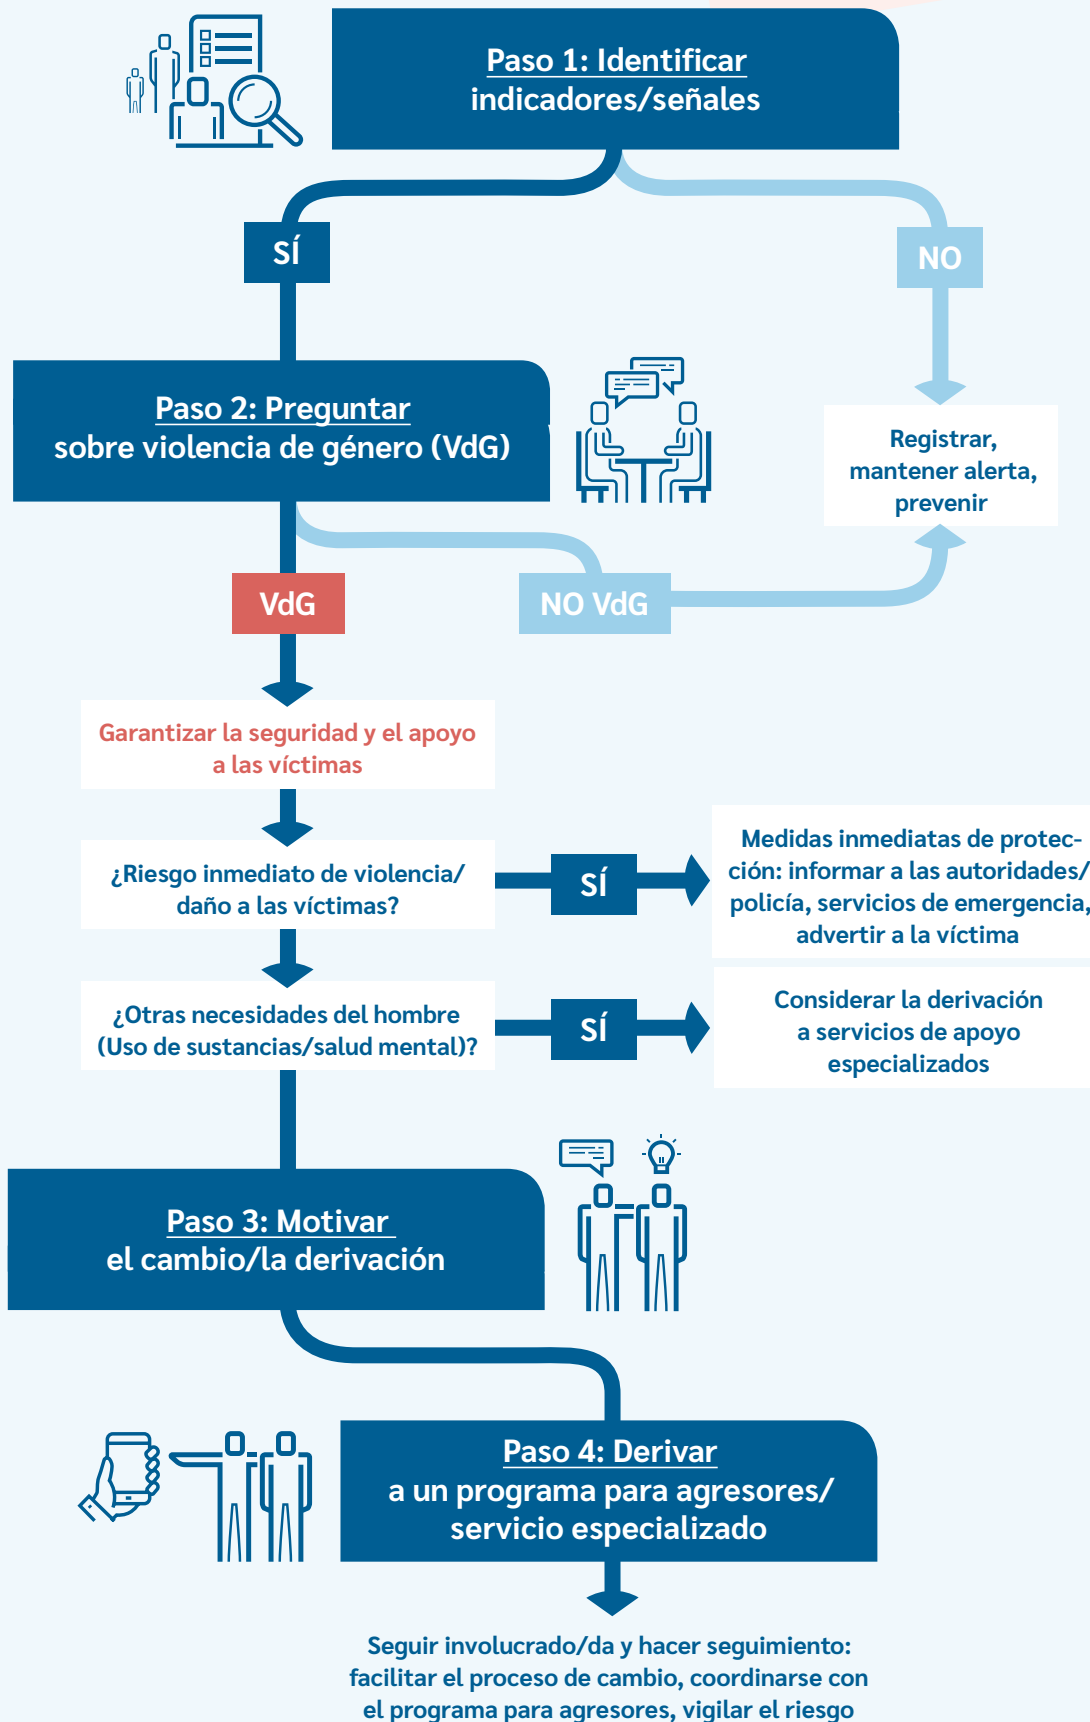 Paso 1: Identificar
indicadores/señales
SÍ
NO
Paso 2: Preguntar
sobre violencia de género (VdG)
Registrar,
mantener alerta,
prevenir
VdG
NO VdG
Garantizar la seguridad y el apoyo
a las víctimas
¿Riesgo inmediato de violencia/
daño a las víctimas?
SÍ
Medidas inmediatas de protec-
ción: informar a las autoridades/
policía, servicios de emergencia,
advertir a la víctima
¿Otras necesidades del hombre
(Uso de sustancias/salud mental)?
SÍ
Considerar la derivación
a servicios de apoyo
especializados
Paso 3: Motivar
el cambio/la derivación
Paso 4: Derivar
a un programa para agresores/
servicio especializado
Seguir involucrado/da y hacer seguimiento:
facilitar el proceso de cambio, coordinarse con
el programa para agresores, vigilar el riesgo